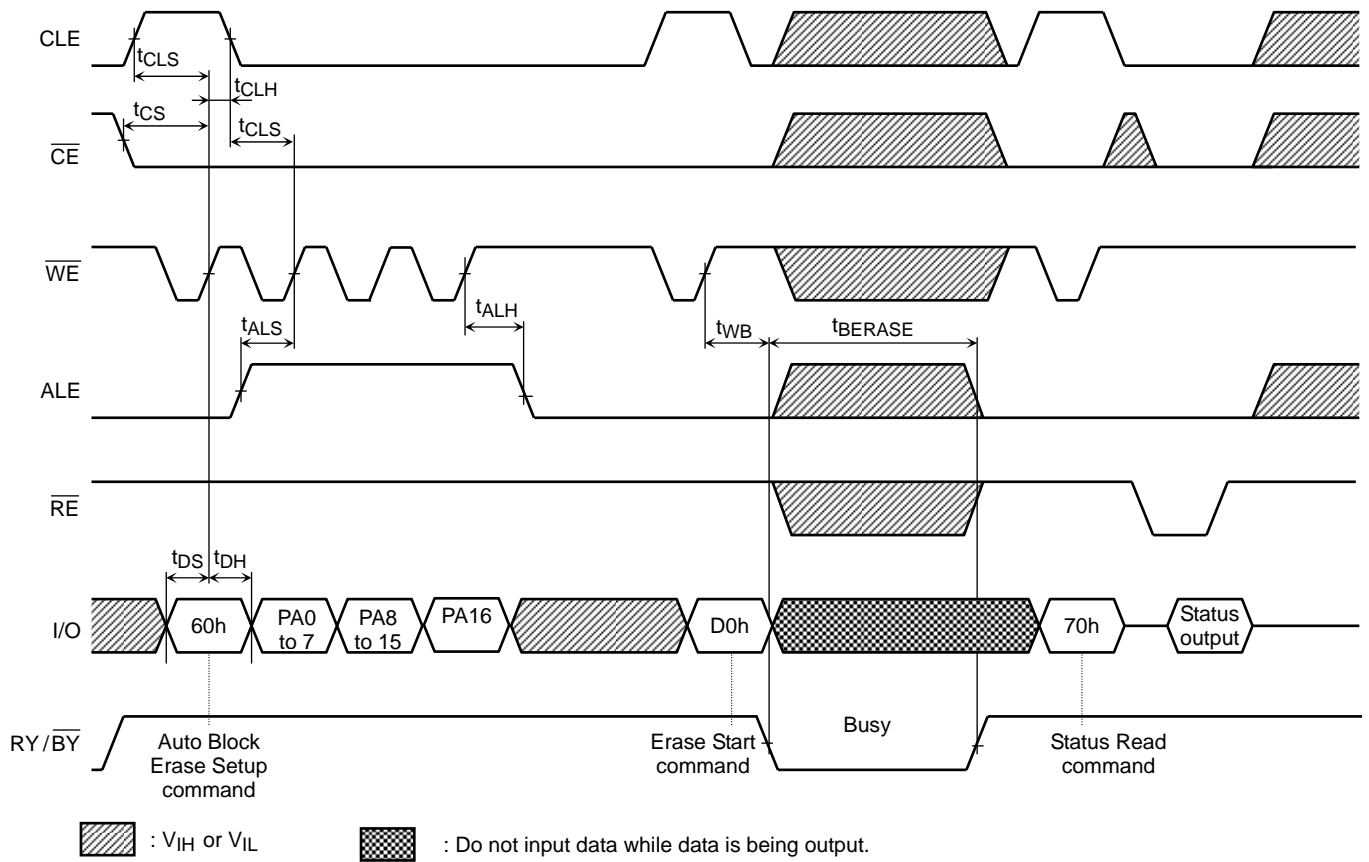 CLE
tCLS
tCLH
tCS
tCLS
CE
WE
tALS
tALH
tWB
tBERASE
ALE
RE
tDS
tDH
I/O
60h
PA0
to 7
PA8
to 15
PA16
D0h
70h
Status
output
RY/BY
Busy
Auto Block
Erase Setup
command
Erase Start
command
Status Read
command
: VIH or VIL
: Do not input data while data is being output.